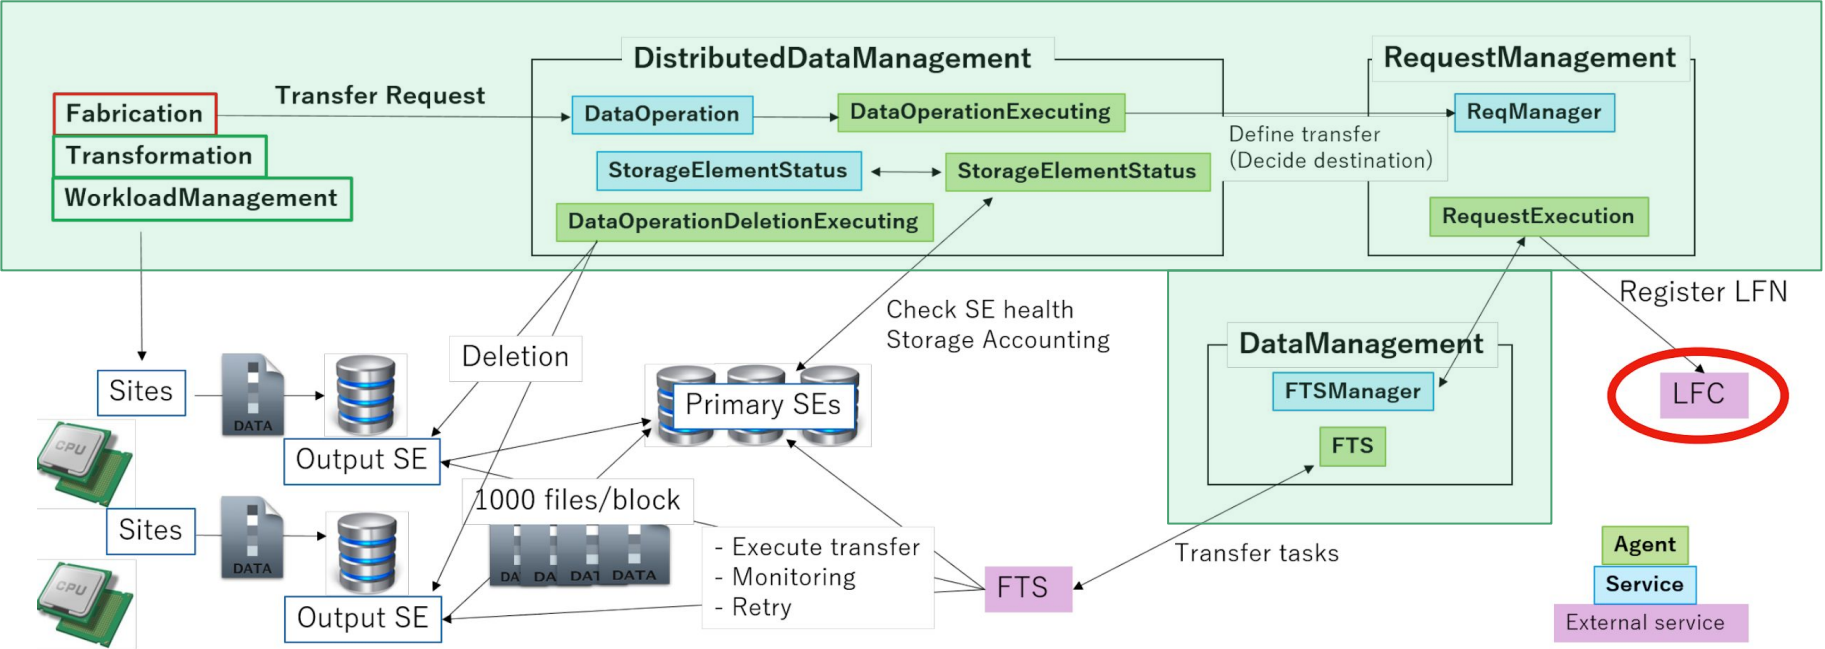 DistributedDataManagement
RequestManagement
Fabrication
Transfer Request
DataOperation
DataOperationExecuting
ReqManager
Transformation
Define transfer
(Decide destination)
StorageElementStatus
StorageElementStatus
WorkloadManagement
DataOperationDeletionExecuting
RequestExecution
Check SE health
Storage Accounting
Register LFN
Deletion
DataManagement
Sites
DATA
Output SE
Primary SEs
FTSManager
LFC
FTS
CPU
1000 files/block
Sites
DATA
Output SE
DA
DA
DAT
DATA
- Execute transfer
- Monitoring
- Retry
FTS
Transfer tasks
CPU
Agent
Service
External service